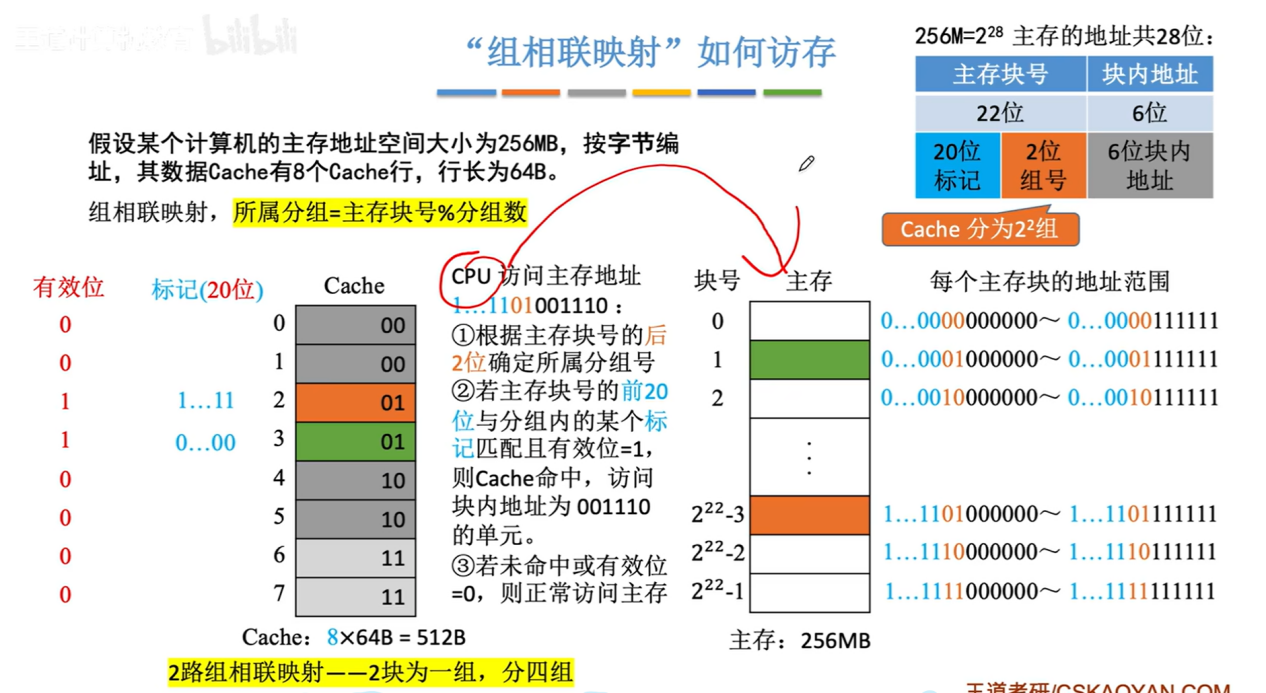 bilibili
“组相联映射”如何访存
256M=2²⁸ 主存的地址共28位：
主存块号 块内地址
22位 6位
20位标记 2位组号 6位块内地址
Cache 分为2²组
假设某个计算机的主存地址空间大小为256MB，按字节编
址，其数据Cache有8个Cache行，行长为64B。
组相联映射，所属分组=主存块号%分组数
有效位 标记(20位) Cache
0 0 00
0 1 00
1 1…11 2 01
1 0…00 3 01
0 4 10
0 5 10
0 6 11
0 7 11
Cache：8×64B = 512B
2路组相联映射——2块为一组，分四组
CPU 访问主存地址
1…1101001110：
①根据主存块号的后
2位确定所属分组号
②若主存块号的前20
位与分组内的某个标
记匹配且有效位=1，
则Cache命中，访问
块内地址为 001110
的单元。
③若未命中或有效位
=0，则正常访问主存
块号 主存 每个主存块的地址范围
0 0…0000000000～ 0…0000111111
1 0…0001000000～ 0…0001111111
2 0…0010000000～ 0…0010111111
2²²-3 1…1101000000～ 1…1101111111
2²²-2 1…1110000000～ 1…1110111111
2²²-1 1…1111000000～ 1…1111111111
主存：256MB
王道考研/CSKAOYAN.COM